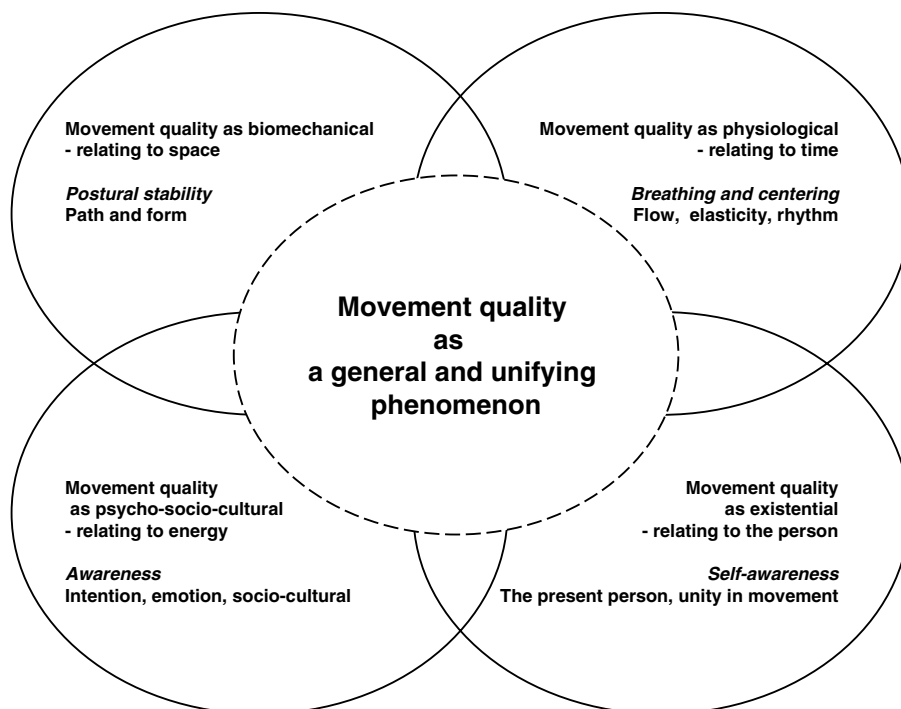 Movement quality as biomechanical
- relating to space
Postural stability
Path and form
Movement quality as physiological
- relating to time
Breathing and centering
Flow, elasticity, rhythm
Movement quality
as
a general and unifying
phenomenon
Movement quality
as psycho-socio-cultural
- relating to energy
Awareness
Intention, emotion, socio-cultural
Movement quality
as existential
- relating to the person
Self-awareness
The present person, unity in movement